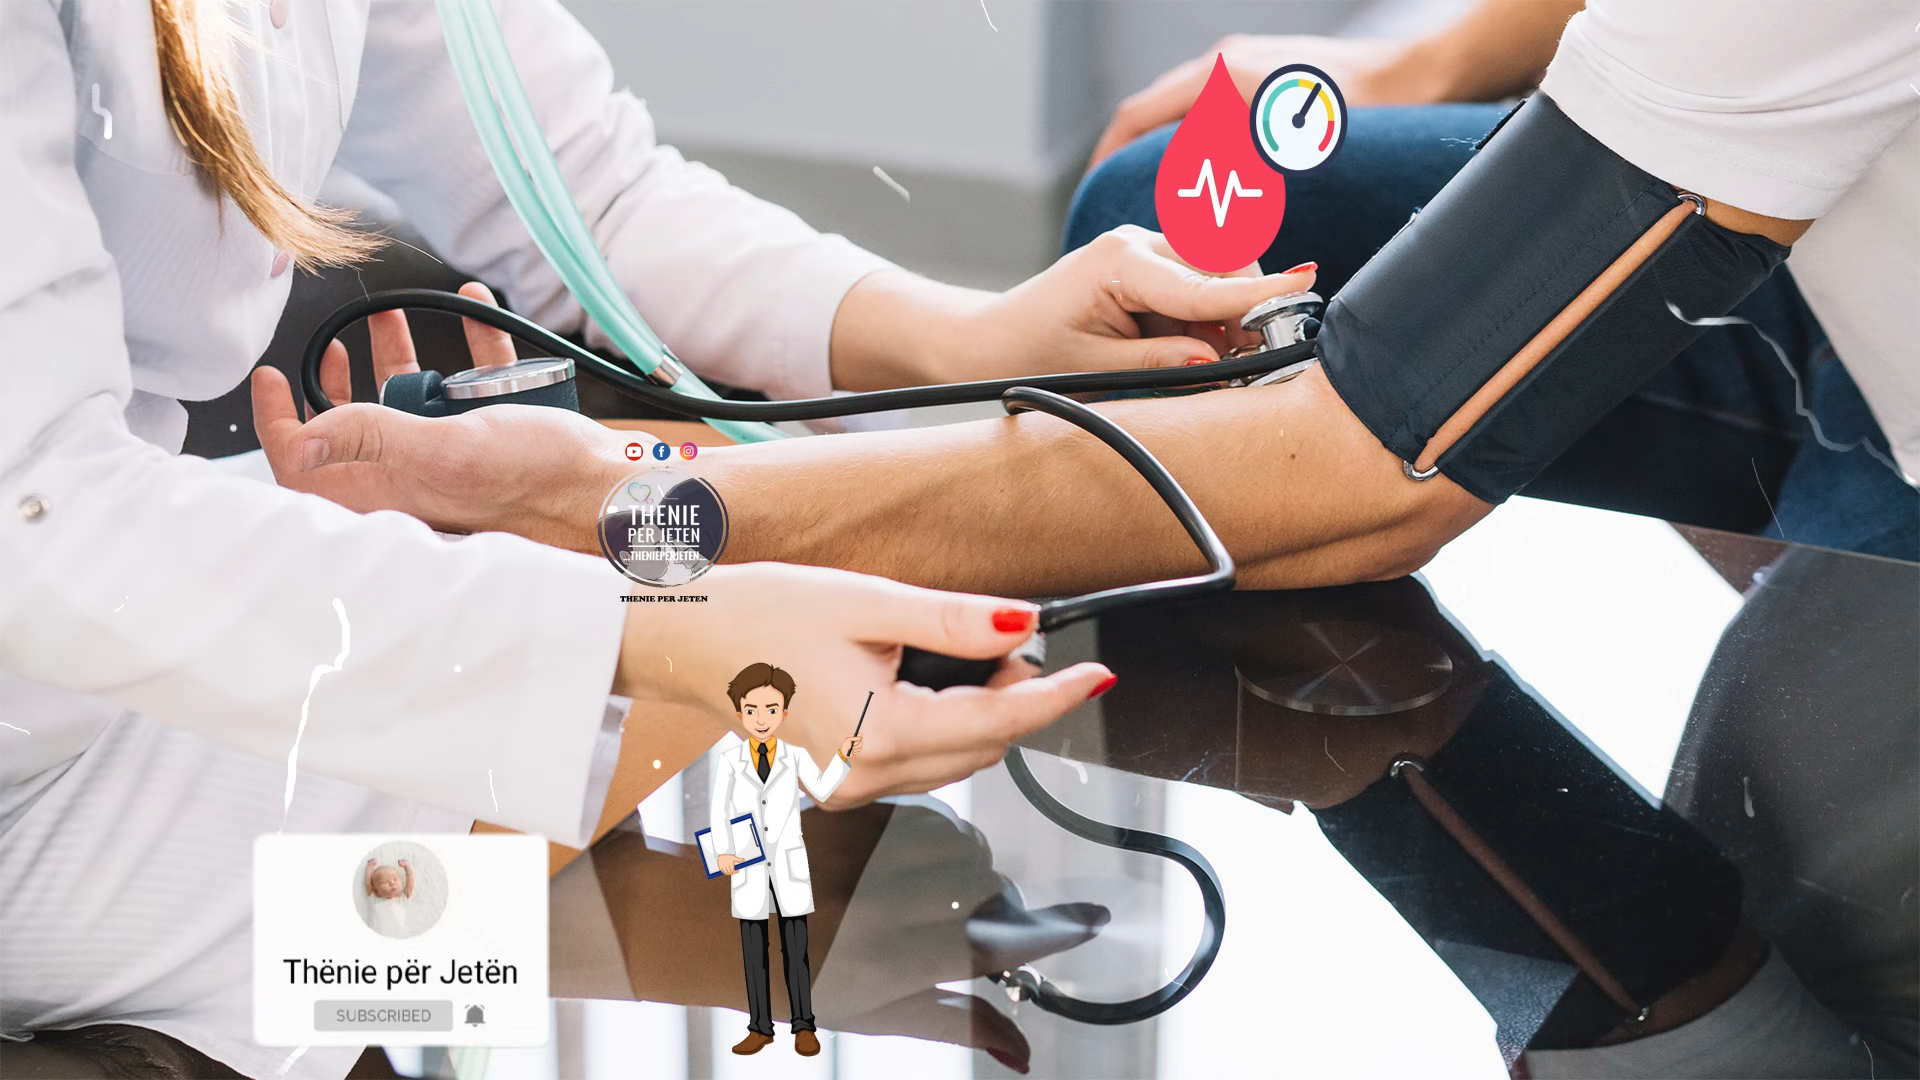 THENIE
PER JETEN
...THENIEPERJETEN...
THENIE PER JETEN
Thënie për Jetën
SUBSCRIBED